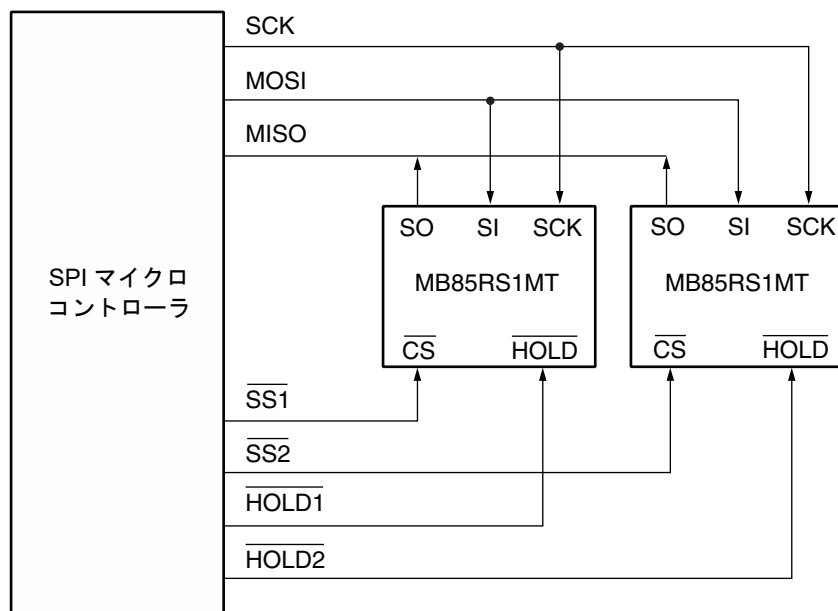 SCK
MOSI
MISO
SO SI SCK
MB85RS1MT
CS HOLD
SO SI SCK
MB85RS1MT
CS HOLD
SPI マイクロ
コントローラ
SS1
SS2
HOLD1
HOLD2